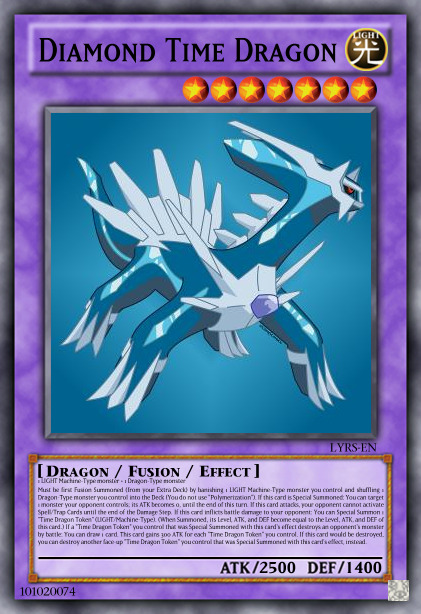 DIAMOND TIME DRAGON
LIGHT
光
LYRS-EN
[ DRAGON / FUSION / EFFECT ]
1 LIGHT Machine-Type monster + 1 Dragon-Type monster
Must be first Fusion Summoned (from your Extra Deck) by banishing 1 LIGHT Machine-Type monster you control and shuffling 1
Dragon-Type monster you control into the Deck (You do not use "Polymerization"). If this card is Special Summoned: You can target
1 monster your opponent controls, its ATK becomes 0, until the end of this turn. If this card attacks, your opponent cannot activate
Spell/Trap Cards until the end of the Damage Step. If this card inflicts battle damage to your opponent: You can Special Summon 1
"Time Dragon Token" (LIGHT/Machine-Type). (When Summoned, its Level, ATK, and DEF become equal to the Level, ATK, and DEF of
this card.) If a "Time Dragon Token" you control that was Special Summoned with this card's effect destroys an opponent's monster
by battle: You can draw 1 card. This card gains 300 ATK for each "Time Dragon Token" you control. If this card would be destroyed,
you can destroy another face-up "Time Dragon Token" you control that was Special Summoned with this card's effect, instead.
ATK/2500 DEF/1400
101020074